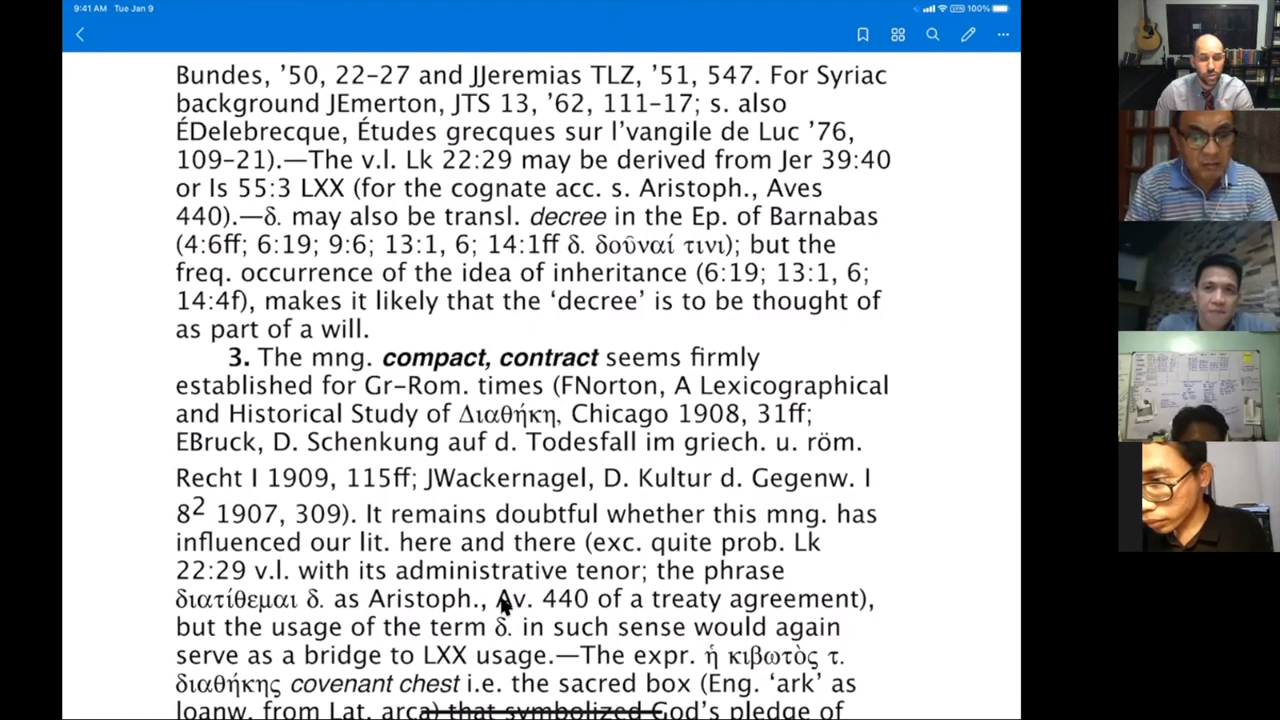 9:41 AM Tue Jan 9
100%
Bundes, ’50, 22–27 and JJeremias TLZ, ’51, 547. For Syriac
background JEmerton, JTS 13, ’62, 111–17; s. also
ÉDelebrecque, Études grecques sur l’vangile de Luc ’76,
109–21).—The v.l. Lk 22:29 may be derived from Jer 39:40
or Is 55:3 LXX (for the cognate acc. s. Aristoph., Aves
440).—δ. may also be transl. decree in the Ep. of Barnabas
(4:6ff; 6:19; 9:6; 13:1, 6; 14:1ff δ. δοῦναί τινι); but the
freq. occurrence of the idea of inheritance (6:19; 13:1, 6;
14:4f), makes it likely that the ‘decree’ is to be thought of
as part of a will.
3. The mng. compact, contract seems firmly
established for Gr–Rom. times (FNorton, A Lexicographical
and Historical Study of Διαθήκη, Chicago 1908, 31ff;
EBruck, D. Schenkung auf d. Todesfall im griech. u. röm.
Recht I 1909, 115ff; JWackernagel, D. Kultur d. Gegenw. I
8² 1907, 309). It remains doubtful whether this mng. has
influenced our lit. here and there (exc. quite prob. Lk
22:29 v.l. with its administrative tenor; the phrase
διατίθεμαι δ. as Aristoph., Av. 440 of a treaty agreement),
but the usage of the term δ. in such sense would again
serve as a bridge to LXX usage.—The expr. ἡ κιβωτὸς τ.
διαθήκης covenant chest i.e. the sacred box (Eng. ‘ark’ as
loanw. from Lat. arca) that symbolized God’s pledge of